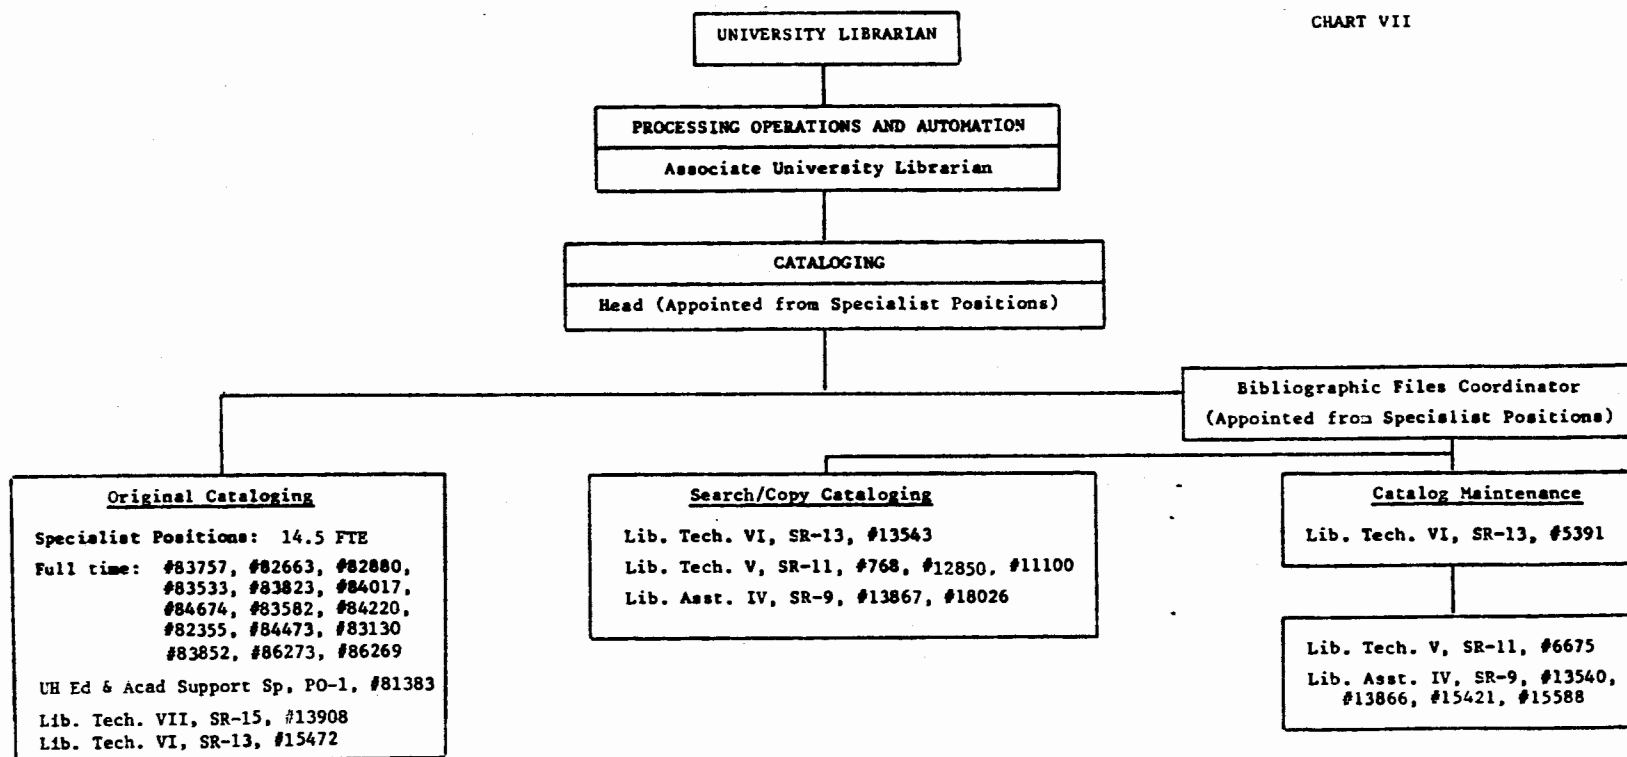 CHART VII
UNIVERSITY LIBRARIAN
PROCESSING OPERATIONS AND AUTOMATION
Associate University Librarian
CATALOGING
Head (Appointed from Specialist Positions)
Bibliographic Files Coordinator
(Appointed from Specialist Positions)
Original Cataloging
Specialist Positions: 14.5 FTE
Full time: #83757, #82663, #82880,
#83533, #83823, #84017,
#84674, #83582, #84220,
#82355, #84473, #83130
#83852, #86273, #86269
UH Ed & Acad Support Sp, PO-1, #81383
Lib. Tech. VII, SR-15, #13908
Lib. Tech. VI, SR-13, #15472
Search/Copy Cataloging
Lib. Tech. VI, SR-13, #13543
Lib. Tech. V, SR-11, #768, #12850, #11100
Lib. Asst. IV, SR-9, #13867, #18026
Catalog Maintenance
Lib. Tech. VI, SR-13, #5391
Lib. Tech. V, SR-11, #6675
Lib. Asst. IV, SR-9, #13540,
#13866, #15421, #15588